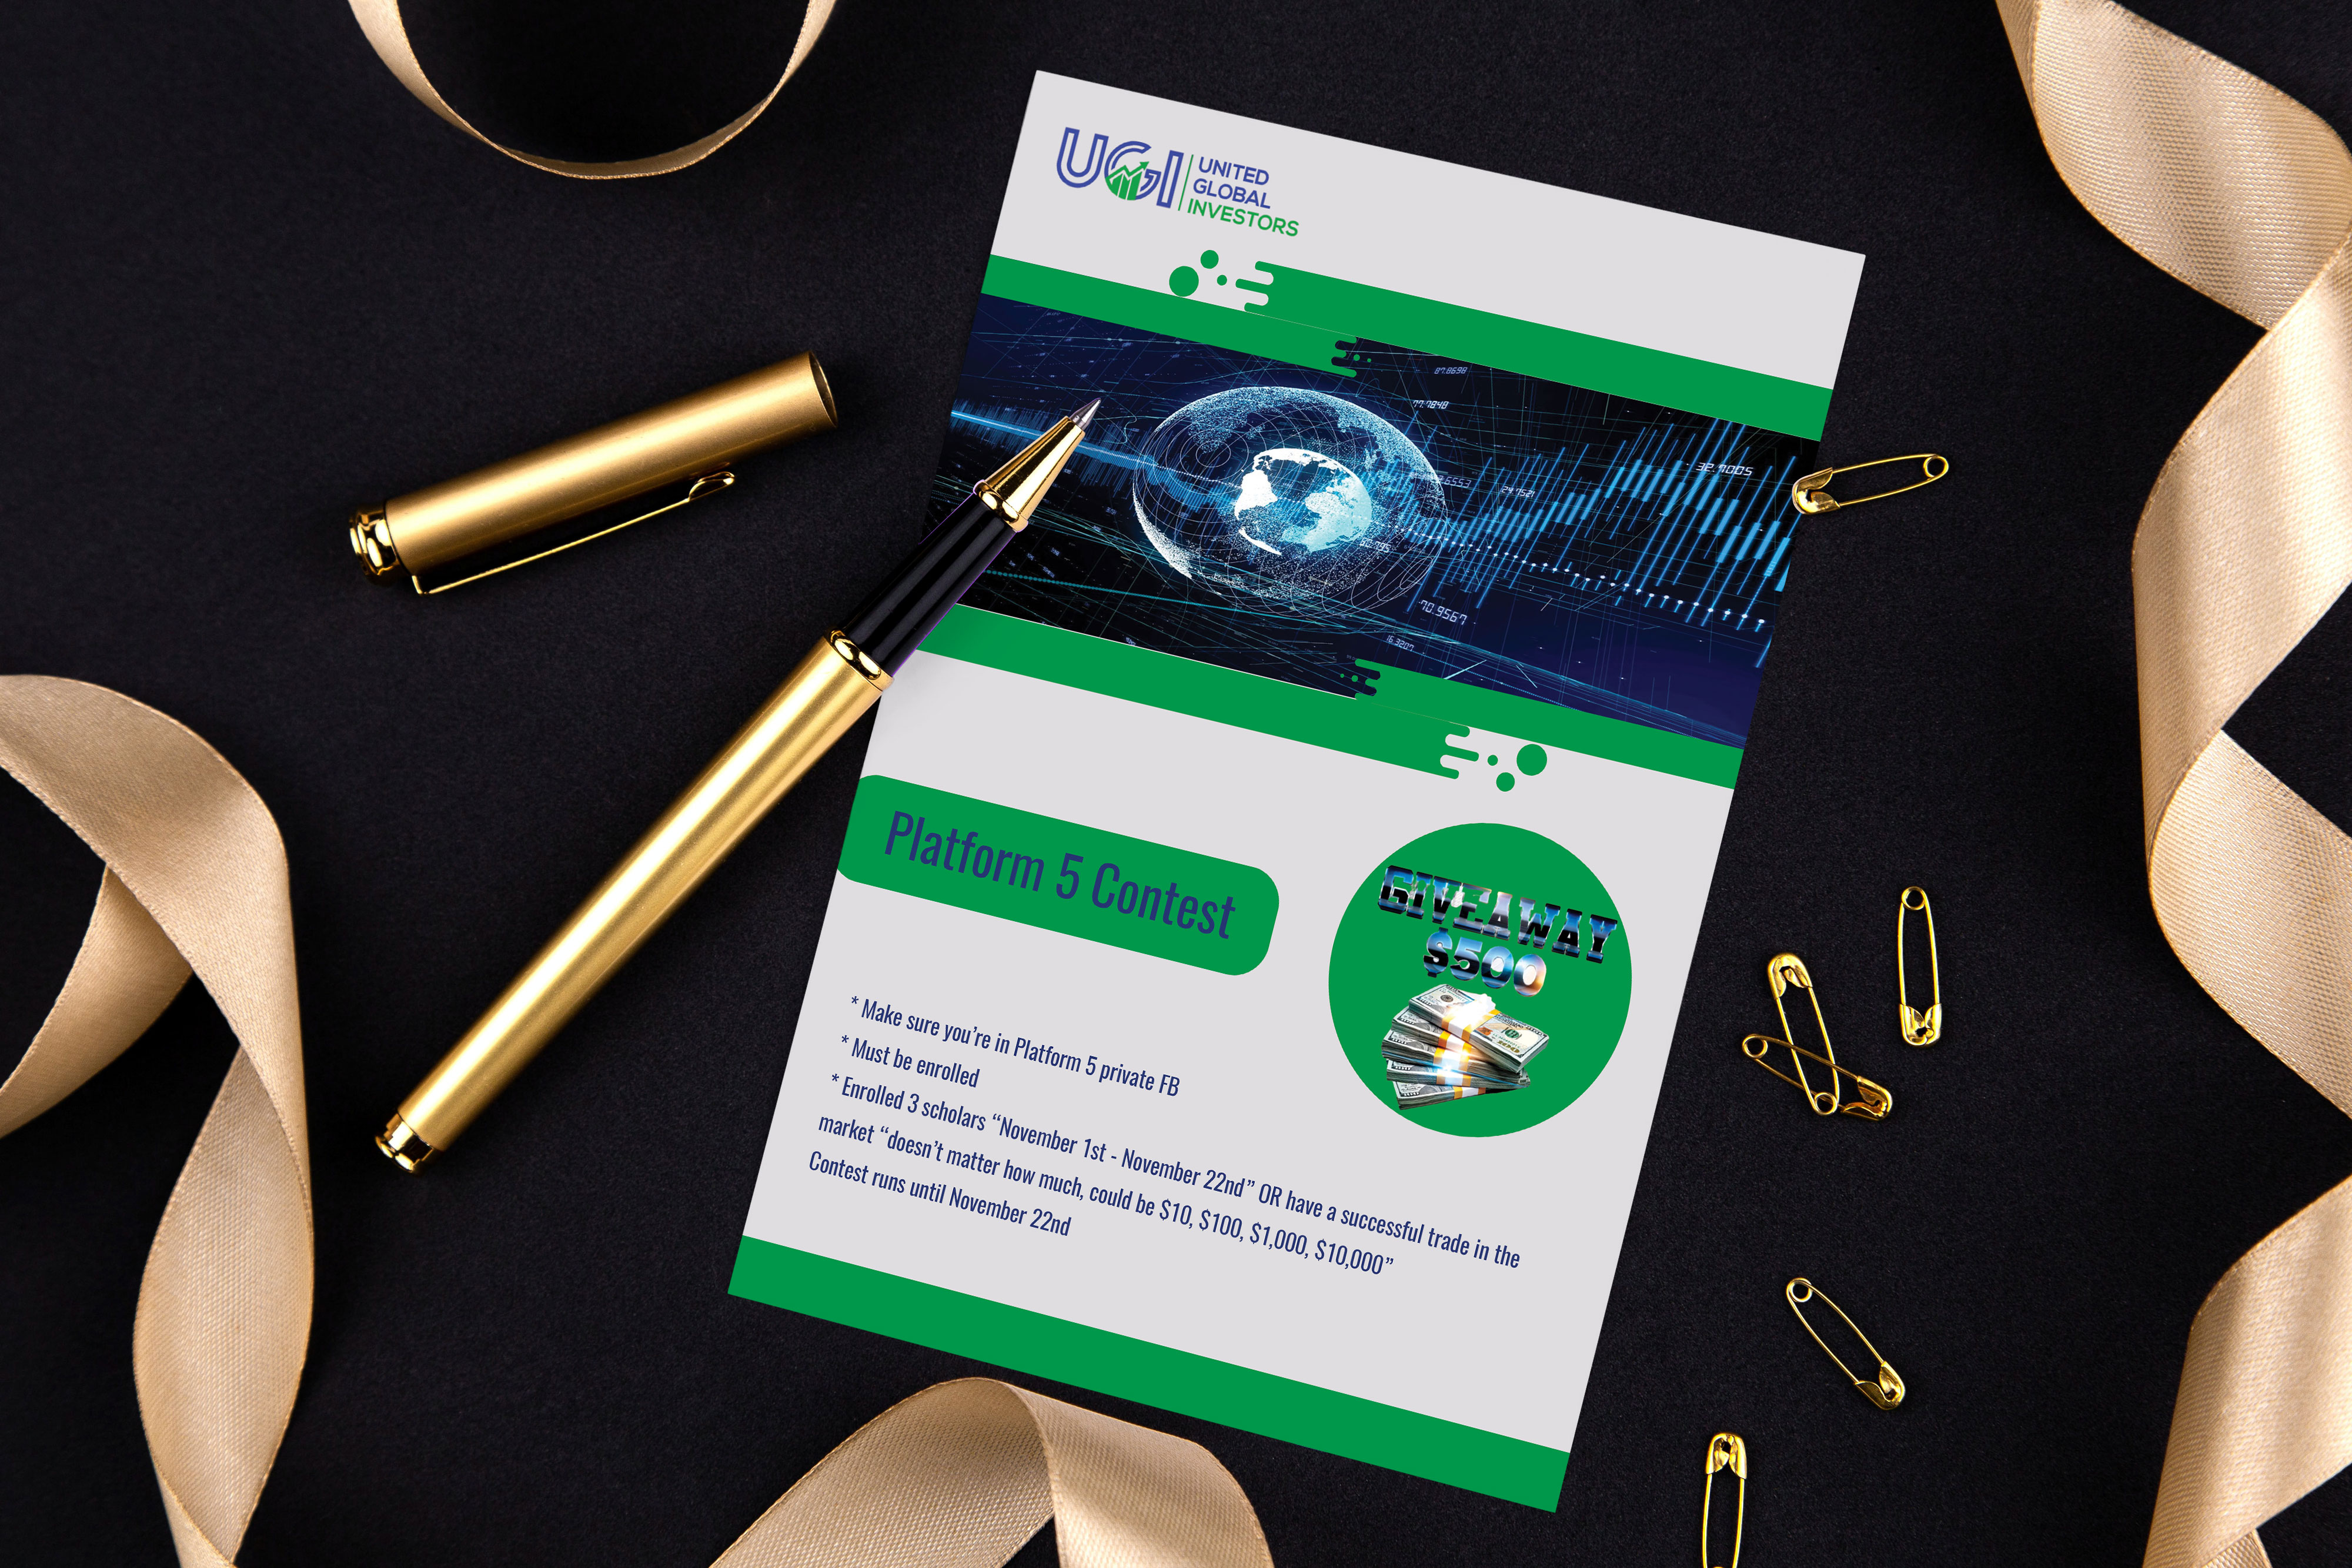 UGI
UNITED
GLOBAL
INVESTORS
87.8698
77.7848
32.7005
24.7521
70.9567
16.3207
Platform 5 Contest
GIVEAWAY
$500
* Make sure you’re in Platform 5 private FB
* Must be enrolled
* Enrolled 3 scholars “November 1st - November 22nd” OR have a successful trade in the
market “doesn’t matter how much, could be $10, $100, $1,000, $10,000”
Contest runs until November 22nd